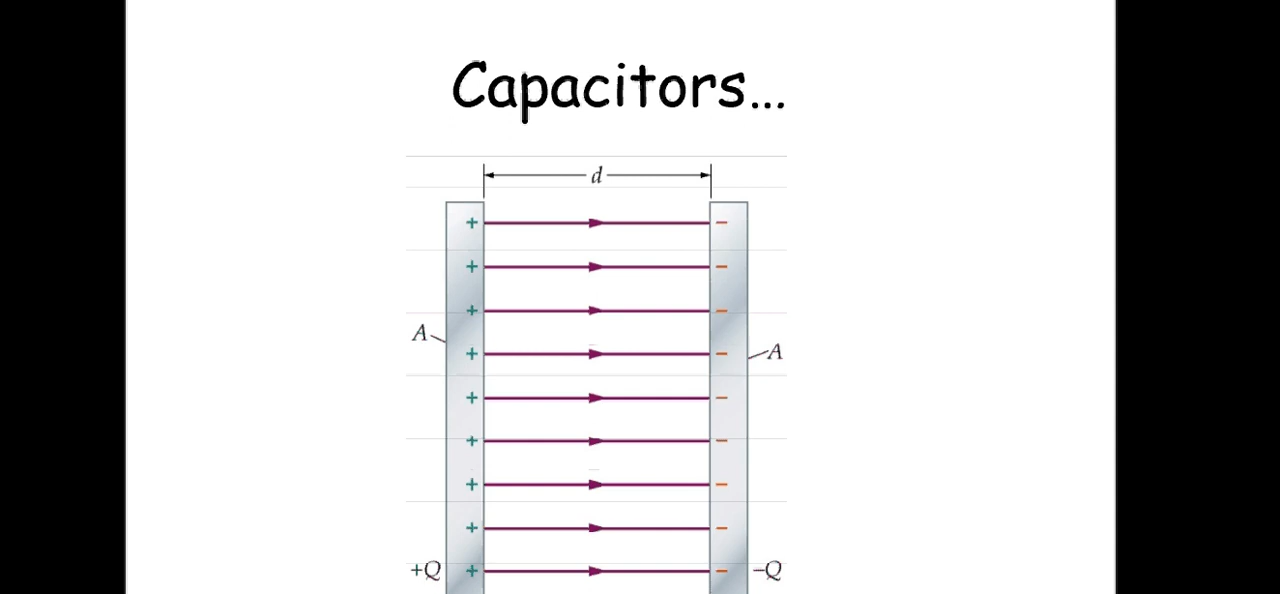 Capacitors...
d
+ −
+ −
+ −
A + − A
+ −
+ −
+ −
+ −
+Q + − −Q